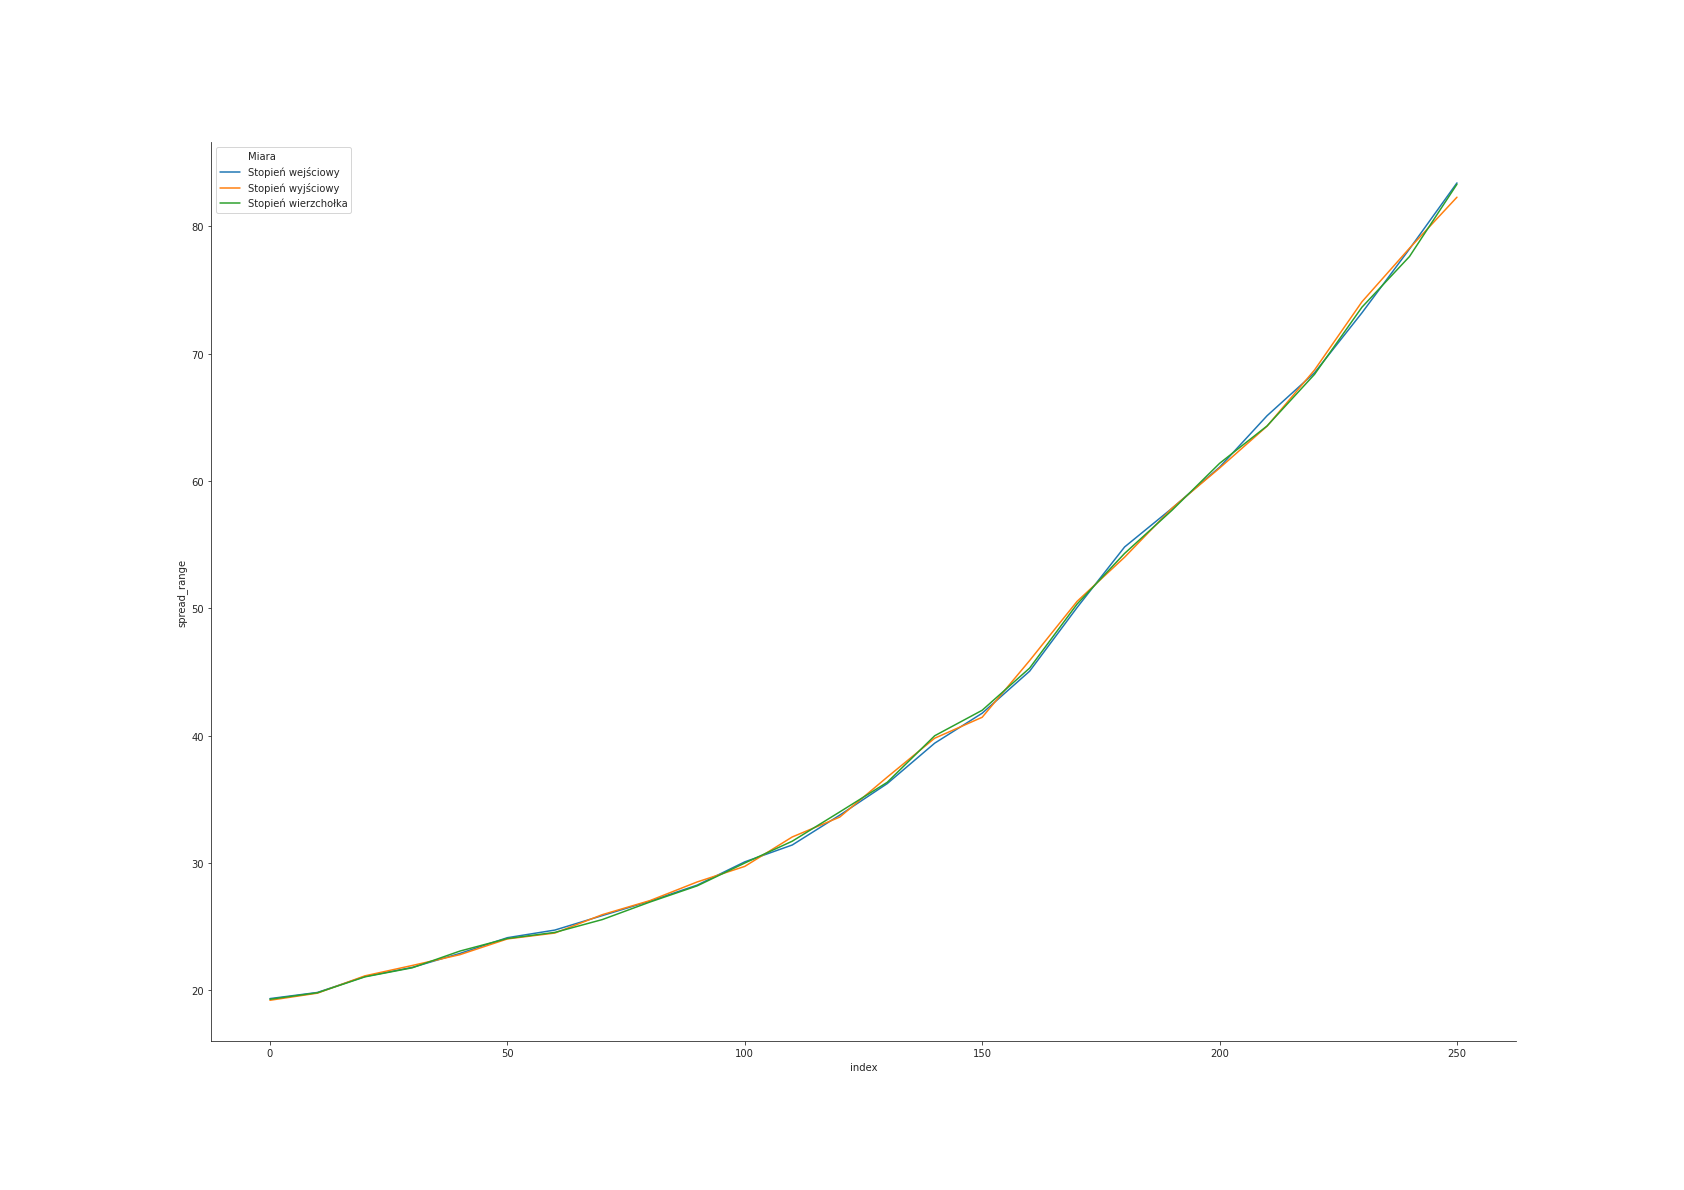 Miara
Stopień wejściowy
Stopień wyjściowy
Stopień wierzchołka
80
70
60
50
40
30
20
spread_range
0 50 100 150 200 250
index